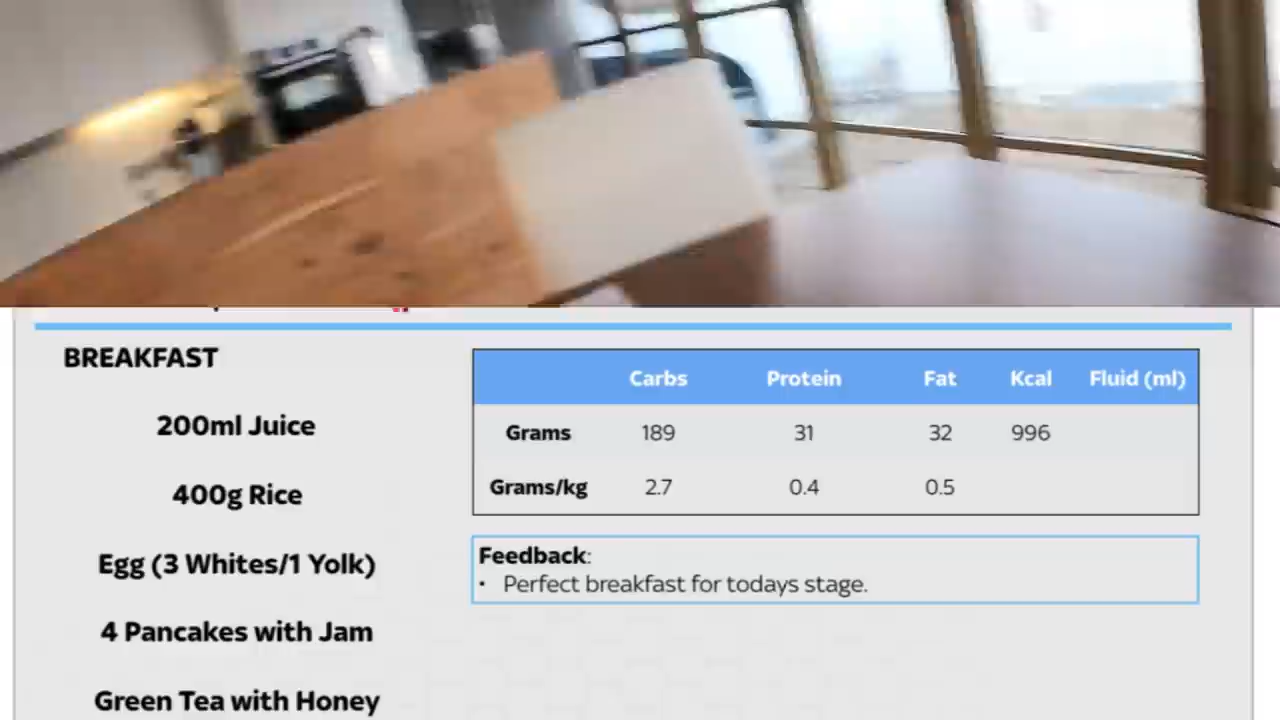 BREAKFAST
200ml Juice
400g Rice
Egg (3 Whites/1 Yolk)
4 Pancakes with Jam
Green Tea with Honey
Carbs Protein Fat Kcal Fluid (ml)
Grams 189 31 32 996
Grams/kg 2.7 0.4 0.5
Feedback:
• Perfect breakfast for todays stage.